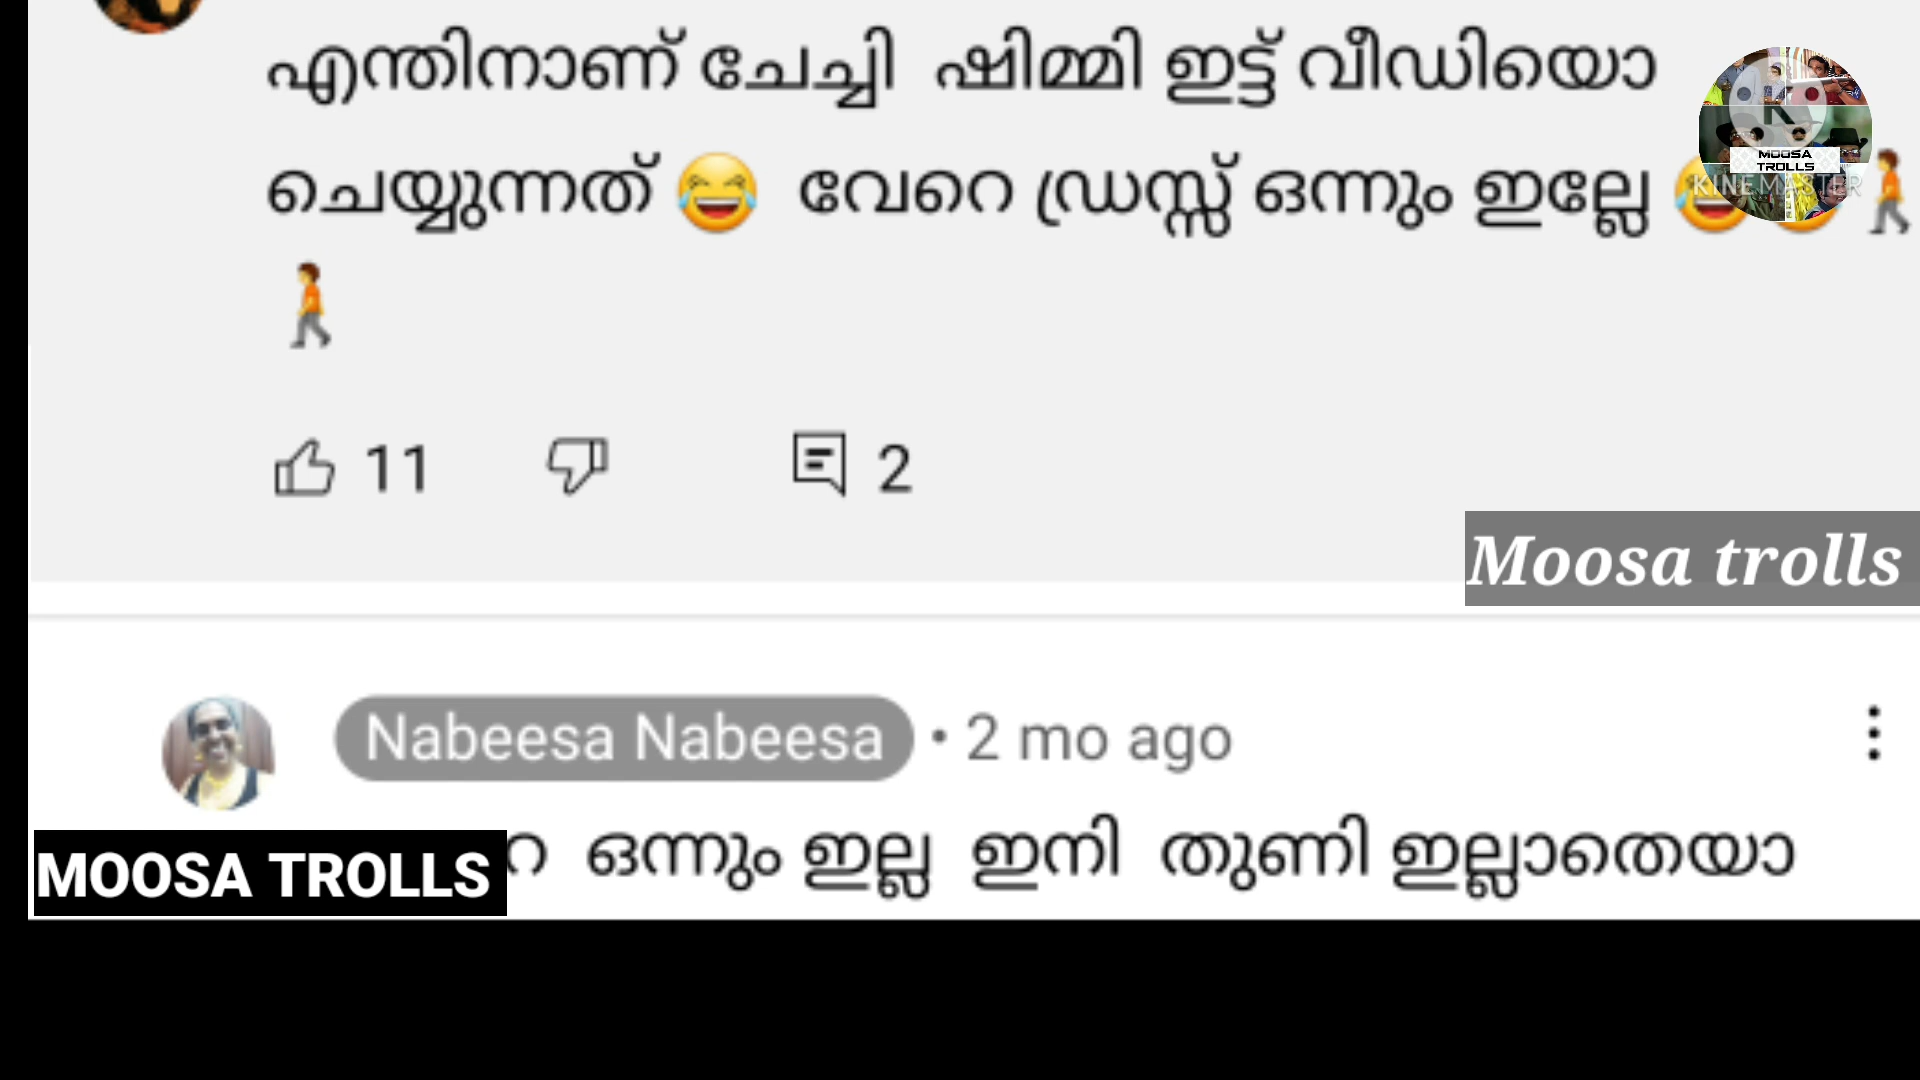 എന്തിനാണ് ചേച്ചി ഷിമ്മി ഇട്ട് വീഡിയൊ
ചെയ്യുന്നത് 😂 വേറെ ഡ്രസ്സ് ഒന്നും ഇല്ലേ
MOOSA
TROLLS
KINEMASTER
11
2
Moosa trolls
Nabeesa Nabeesa • 2 mo ago
ഒന്നും ഇല്ല ഇനി തുണി ഇല്ലാതെയാ
MOOSA TROLLS